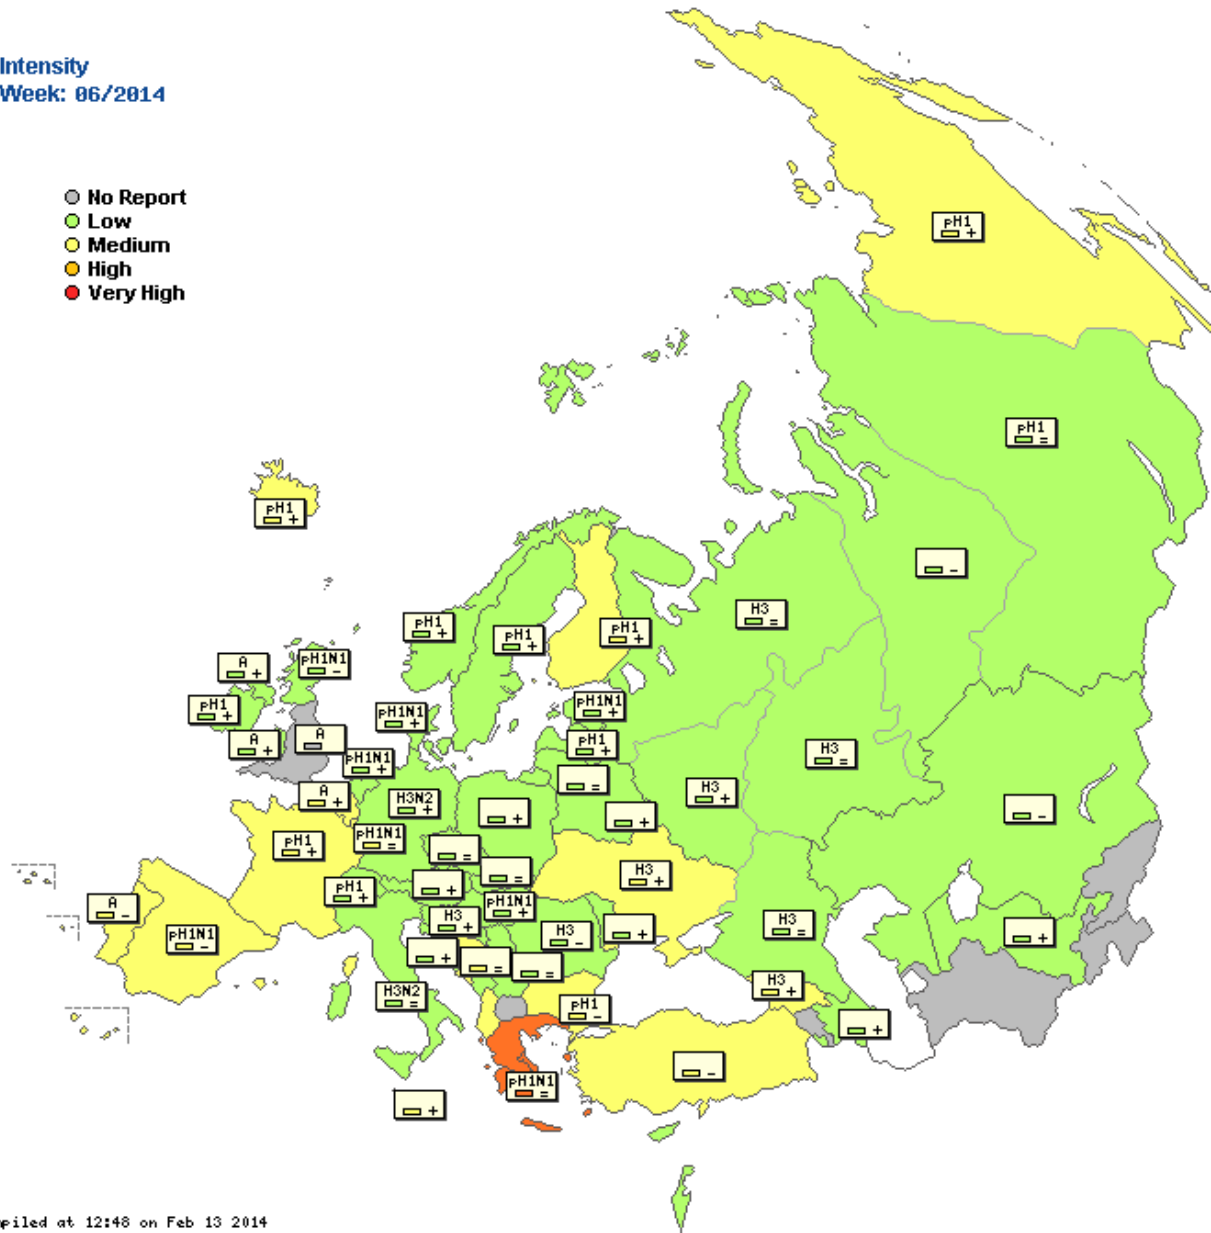 Intensity
Week: 06/2014
No Report
Low
Medium
High
Very High
pH1
+
pH1
=
pH1
+
-
H3
=
pH1
+
pH1
+
pH1
+
A
+
pH1N1
-
pH1
+
pH1N1
+
pH1N1
+
A
+
A
pH1
+
pH1N1
+
H3
=
=
A
+
H3N2
+
+
H3
+
+
-
pH1
+
pH1N1
=
=
=
H3
+
pH1
+
+
A
-
pH1N1
+
pH1N1
-
H3
+
H3
-
+
H3
=
+
+
=
=
H3N2
=
pH1
-
H3
+
+
-
pH1N1
=
+
piled at 12:48 on Feb 13 2014